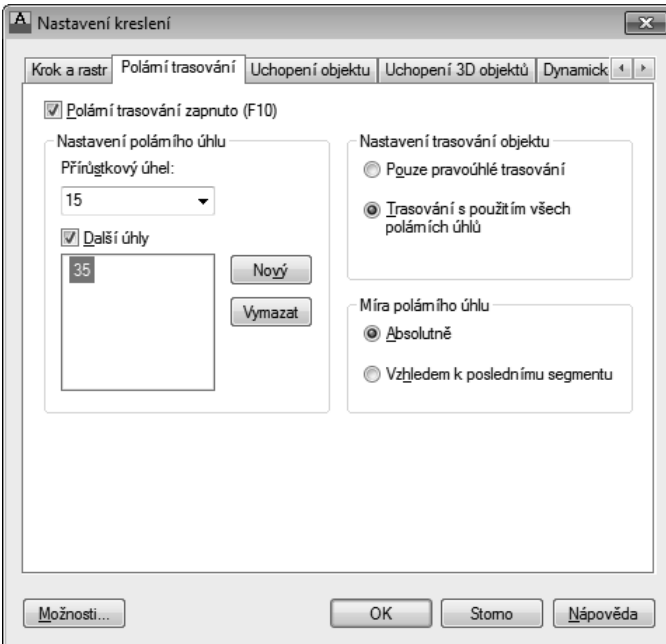 A Nastavení kreslení
Krok a rastr Polární trasování Uchopení objektu Uchopení 3D objektů Dynamick
Polární trasování zapnuto (F10)
Nastavení polárního úhlu
Přírůstkový úhel:
15
Další úhly
35
Nový
Vymazat
Nastavení trasování objektu
Pouze pravoúhlé trasování
Trasování s použitím všech
polárních úhlů
Míra polárního úhlu
Absolutně
Vzhledem k poslednímu segmentu
Možnosti... OK Storno Nápověda